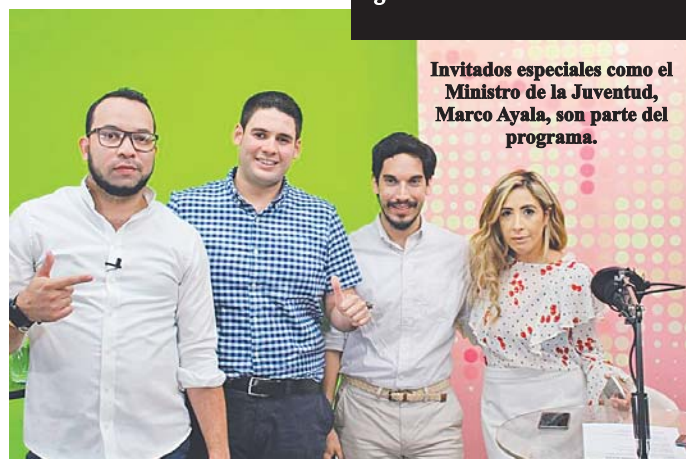 Invitados especiales como el
Ministro de la Juventud,
Marco Ayala, son parte del
programa.